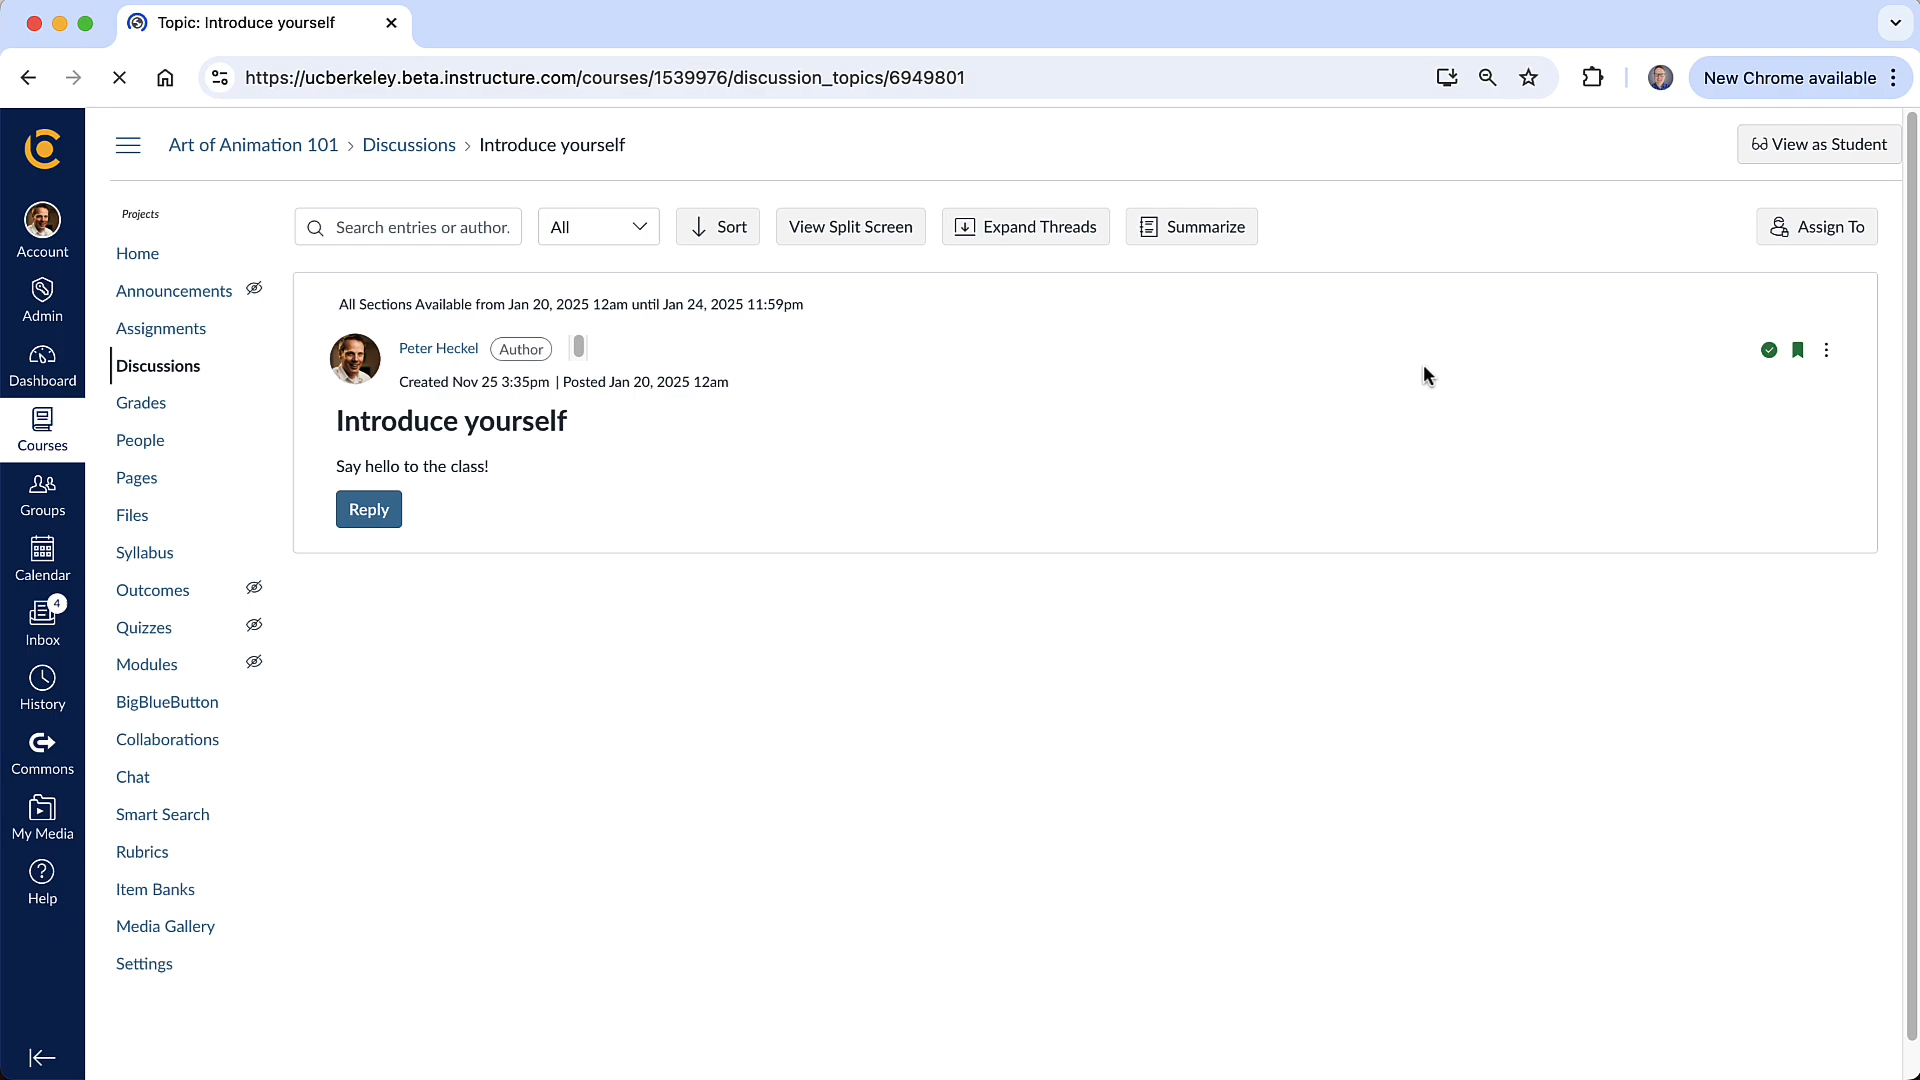 Topic: Introduce yourself
https://ucberkeley.beta.instructure.com/courses/1539976/discussion_topics/6949801
New Chrome available
Art of Animation 101 > Discussions > Introduce yourself
View as Student
Account
Admin
Dashboard
Courses
Groups
Calendar
4
Inbox
History
Commons
My Media
Help
Projects
Home
Announcements
Assignments
Discussions
Grades
People
Pages
Files
Syllabus
Outcomes
Quizzes
Modules
BigBlueButton
Collaborations
Chat
Smart Search
Rubrics
Item Banks
Media Gallery
Settings
Search entries or author.
All
Sort
View Split Screen
Expand Threads
Summarize
Assign To
All Sections Available from Jan 20, 2025 12am until Jan 24, 2025 11:59pm
Peter Heckel Author
Created Nov 25 3:35pm | Posted Jan 20, 2025 12am
Introduce yourself
Say hello to the class!
Reply